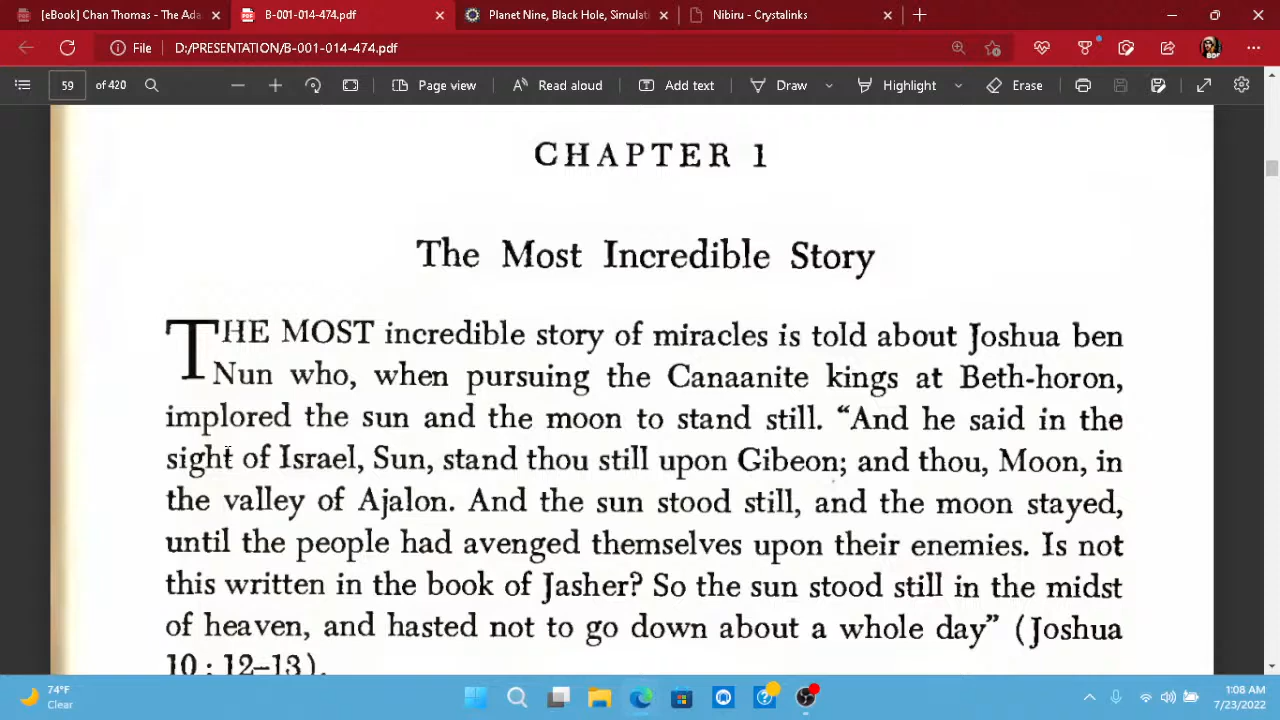 [eBook] Chan Thomas - The Ada
B-001-014-474.pdf
Planet Nine, Black Hole, Simulati
Nibiru - Crystalinks
File D:/PRESENTATION/B-001-014-474.pdf
59 of 420 Page view Read aloud Add text Draw Highlight Erase
CHAPTER 1
The Most Incredible Story
THE MOST incredible story of miracles is told about Joshua ben
Nun who, when pursuing the Canaanite kings at Beth-horon,
implored the sun and the moon to stand still. “And he said in the
sight of Israel, Sun, stand thou still upon Gibeon; and thou, Moon, in
the valley of Ajalon. And the sun stood still, and the moon stayed,
until the people had avenged themselves upon their enemies. Is not
this written in the book of Jasher? So the sun stood still in the midst
of heaven, and hasted not to go down about a whole day” (Joshua
10 : 12–13).
74°F
Clear
1:08 AM
7/23/2022